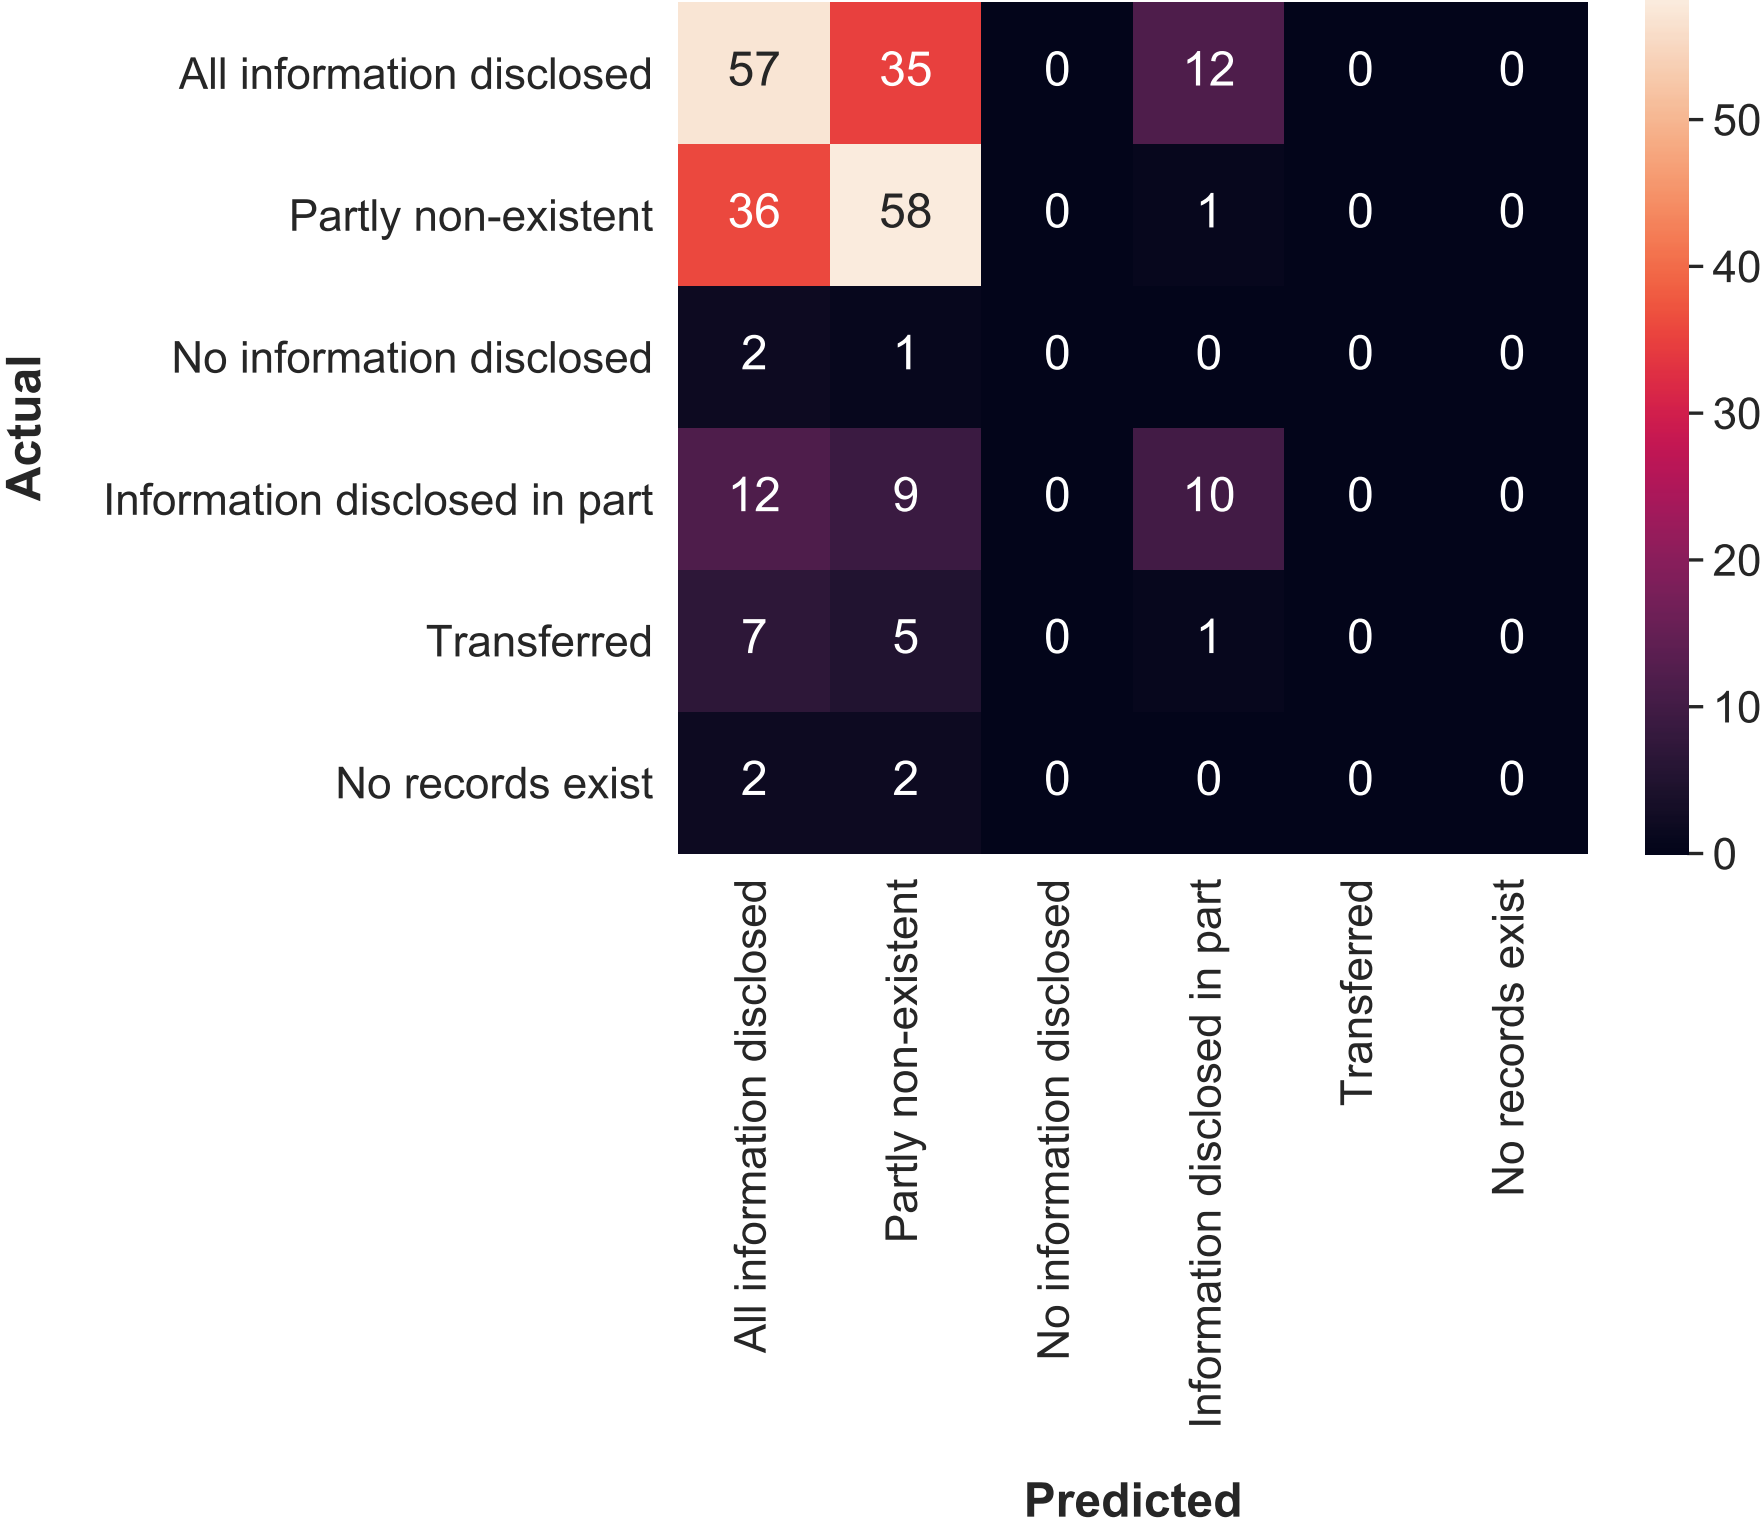 All information disclosed 57 35 0 12 0 0
Partly non-existent 36 58 0 1 0 0
No information disclosed 2 1 0 0 0 0
Information disclosed in part 12 9 0 10 0 0
Transferred 7 5 0 1 0 0
No records exist 2 2 0 0 0 0
Actual
All information disclosed
Partly non-existent
No information disclosed
Information disclosed in part
Transferred
No records exist
Predicted
50
40
30
20
10
0